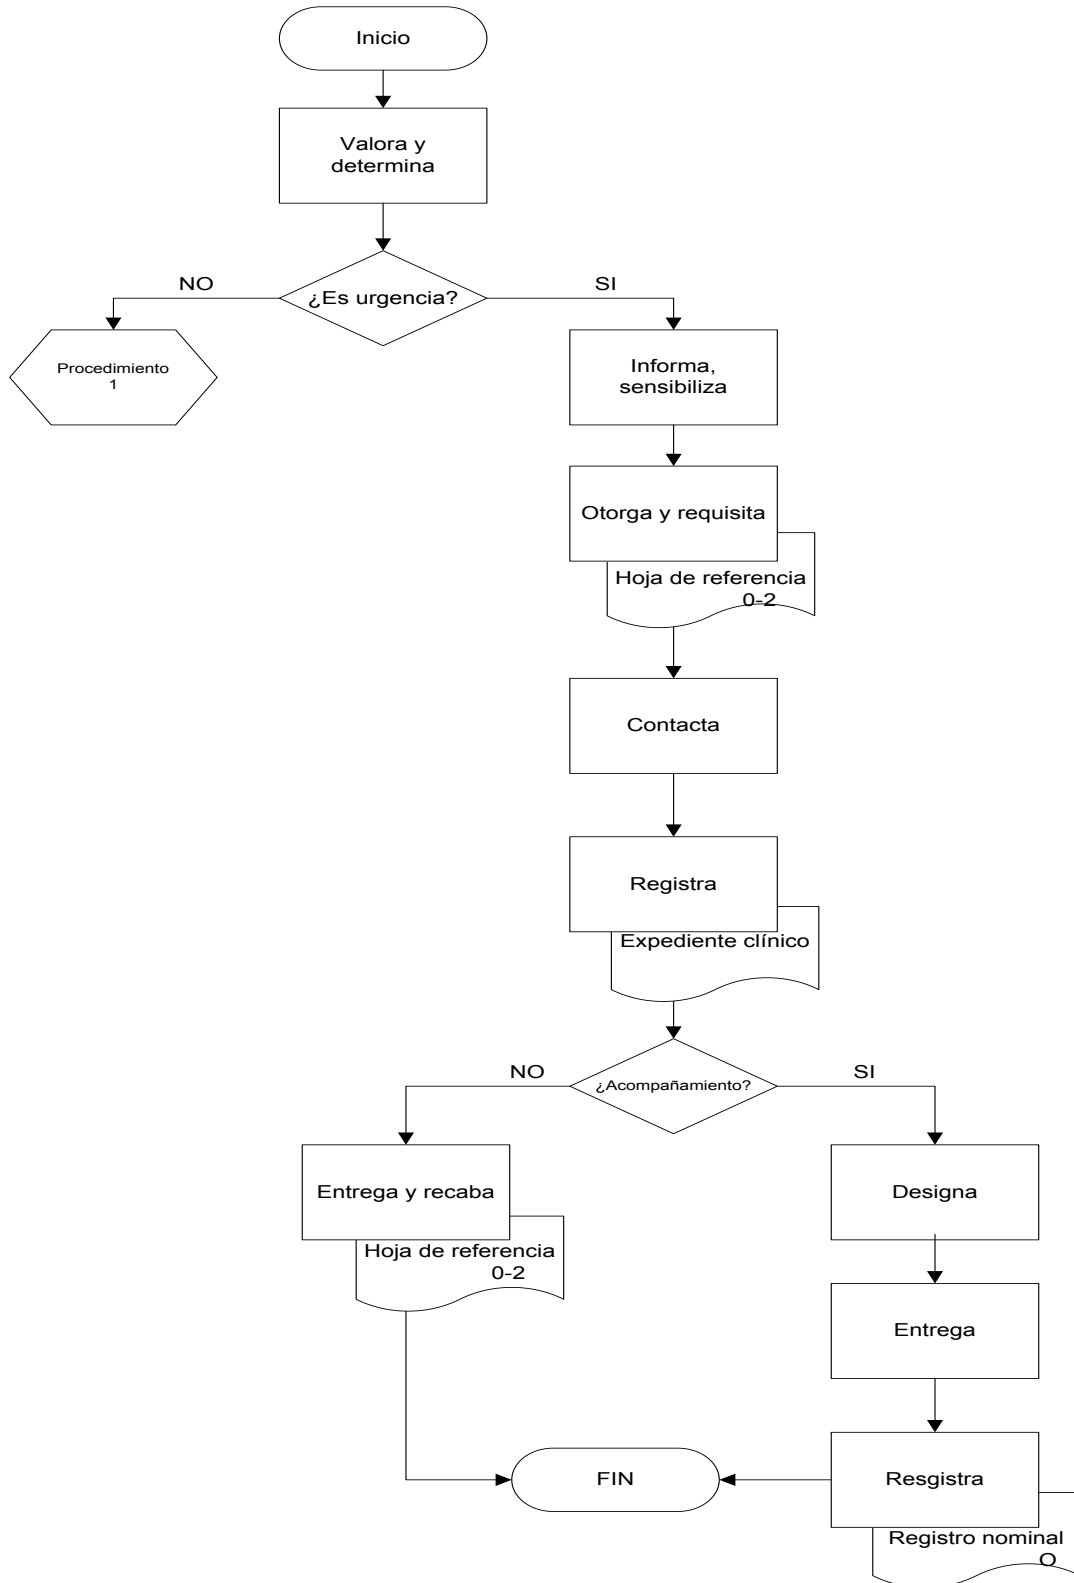 Inicio
Valora y
determina
¿Es urgencia?
NO
SI
Procedimiento
1
Informa,
sensibiliza
Otorga y requisita
Hoja de referencia
0-2
Contacta
Registra
Expediente clínico
¿Acompañamiento?
NO
SI
Entrega y recaba
Hoja de referencia
0-2
Designa
Entrega
FIN
Resgistra
Registro nominal
O